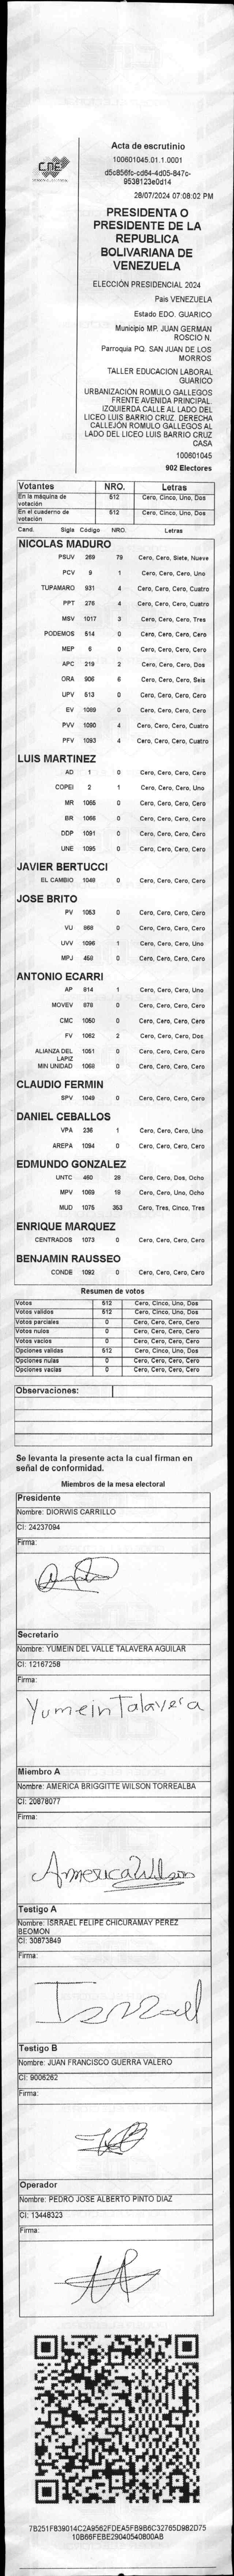 Acta de escrutinio
100601045.01.1.0001
d5c856fc-cd64-4d05-847c-
9538123e0d14
28/07/2024 07:08:02 PM
CNE
PRESIDENTA O
PRESIDENTE DE LA
REPUBLICA
BOLIVARIANA DE
VENEZUELA
ELECCIÓN PRESIDENCIAL 2024
Pais VENEZUELA
Estado EDO. GUARICO
Municipio MP. JUAN GERMAN
ROSCIO N.
Parroquia PQ. SAN JUAN DE LOS
MORROS
TALLER EDUCACION LABORAL
GUARICO
URBANIZACIÓN ROMULO GALLEGOS
FRENTE AVENIDA PRINCIPAL.
IZQUIERDA CALLE AL LADO DEL
LICEO LUIS BARRIO CRUZ. DERECHA
CALLEJÓN ROMULO GALLEGOS AL
LADO DEL LICEO LUIS BARRIO CRUZ
CASA
100601045
902 Electores
Votantes NRO. Letras
En la máquina de votación 512 Cero, Cinco, Uno, Dos
En el cuaderno de votación 512 Cero, Cinco, Uno, Dos
Cand. Sigla Código NRO. Letras
NICOLAS MADURO
PSUV 269 79 Cero, Cero, Siete, Nueve
PCV 9 1 Cero, Cero, Cero, Uno
TUPAMARO 931 4 Cero, Cero, Cero, Cuatro
PPT 276 4 Cero, Cero, Cero, Cuatro
MSV 1017 3 Cero, Cero, Cero, Tres
PODEMOS 514 0 Cero, Cero, Cero, Cero
MEP 6 0 Cero, Cero, Cero, Cero
APC 219 2 Cero, Cero, Cero, Dos
ORA 906 6 Cero, Cero, Cero, Seis
UPV 513 0 Cero, Cero, Cero, Cero
EV 1089 0 Cero, Cero, Cero, Cero
PVV 1090 4 Cero, Cero, Cero, Cuatro
PFV 1093 4 Cero, Cero, Cero, Cuatro
LUIS MARTINEZ
AD 1 0 Cero, Cero, Cero, Cero
COPEI 2 1 Cero, Cero, Cero, Uno
MR 1065 0 Cero, Cero, Cero, Cero
BR 1066 0 Cero, Cero, Cero, Cero
DDP 1091 0 Cero, Cero, Cero, Cero
UNE 1095 0 Cero, Cero, Cero, Cero
JAVIER BERTUCCI
EL CAMBIO 1048 0 Cero, Cero, Cero, Cero
JOSE BRITO
PV 1053 0 Cero, Cero, Cero, Cero
VU 868 0 Cero, Cero, Cero, Cero
UVV 1096 1 Cero, Cero, Cero, Uno
MPJ 458 0 Cero, Cero, Cero, Cero
ANTONIO ECARRI
AP 914 1 Cero, Cero, Cero, Uno
MOVEV 878 0 Cero, Cero, Cero, Cero
CMC 1050 0 Cero, Cero, Cero, Cero
FV 1062 2 Cero, Cero, Cero, Dos
ALIANZA DEL LAPIZ 1051 0 Cero, Cero, Cero, Cero
MIN UNIDAD 1068 0 Cero, Cero, Cero, Cero
CLAUDIO FERMIN
SPV 1049 0 Cero, Cero, Cero, Cero
DANIEL CEBALLOS
VPA 236 1 Cero, Cero, Cero, Uno
AREPA 1094 0 Cero, Cero, Cero, Cero
EDMUNDO GONZALEZ
UNTC 460 28 Cero, Cero, Dos, Ocho
MPV 1069 18 Cero, Cero, Uno, Ocho
MUD 1075 353 Cero, Tres, Cinco, Tres
ENRIQUE MARQUEZ
CENTRADOS 1073 0 Cero, Cero, Cero, Cero
BENJAMIN RAUSSEO
CONDE 1092 0 Cero, Cero, Cero, Cero
Resumen de votos
Votos 512 Cero, Cinco, Uno, Dos
Votos validos 512 Cero, Cinco, Uno, Dos
Votos parciales 0 Cero, Cero, Cero, Cero
Votos nulos 0 Cero, Cero, Cero, Cero
Votos vacios 0 Cero, Cero, Cero, Cero
Opciones validas 512 Cero, Cinco, Uno, Dos
Opciones nulas 0 Cero, Cero, Cero, Cero
Opciones vacias 0 Cero, Cero, Cero, Cero
Observaciones:
Se levanta la presente acta la cual firman en
señal de conformidad.
Miembros de la mesa electoral
Presidente
Nombre: DIORWIS CARRILLO
CI: 24237094
Firma:
Secretario
Nombre: YUMEIN DEL VALLE TALAVERA AGUILAR
CI: 12167258
Firma:
Yumein Talavera
Miembro A
Nombre: AMERICA BRIGGITTE WILSON TORREALBA
CI: 20878077
Firma:
America Wilson
Testigo A
Nombre: ISRRAEL FELIPE CHICURAMAY PEREZ
BEOMON
CI: 30873849
Firma:
Testigo B
Nombre: JUAN FRANCISCO GUERRA VALERO
CI: 9006262
Firma:
Operador
Nombre: PEDRO JOSE ALBERTO PINTO DIAZ
CI: 13448323
Firma:
7B251F839014C2A9562FDEA5FB9B6C32765D982D75
10B66FEBE29040540800AB